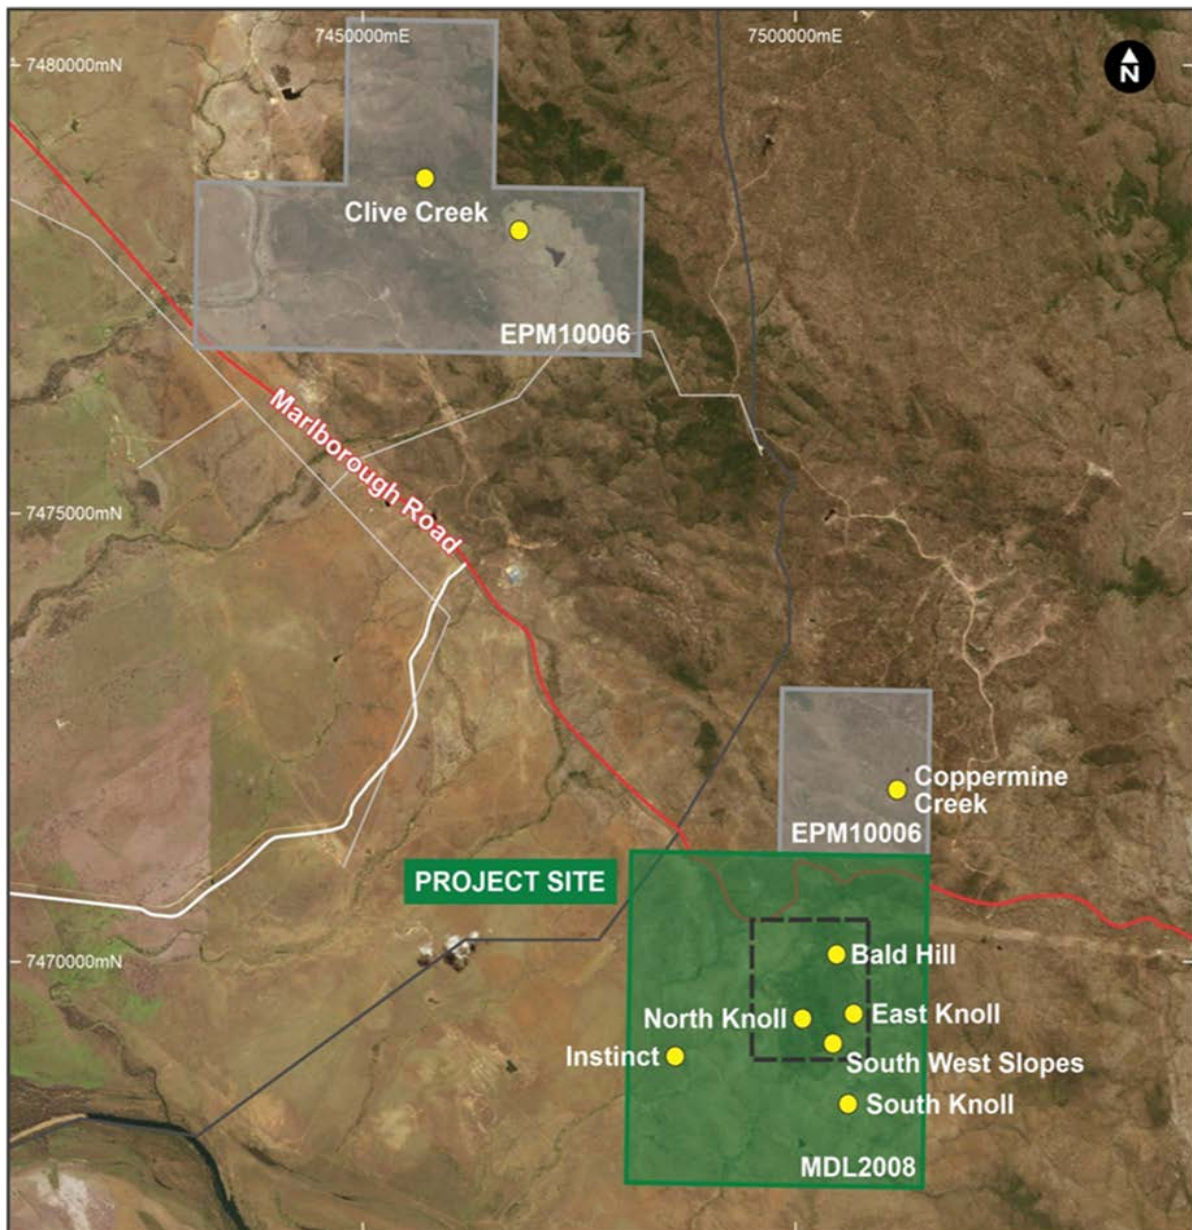 7450000mE
7500000mE
7480000mN
N
Clive Creek
EPM10006
Marlborough Road
7475000mN
Coppermine
Creek
EPM10006
PROJECT SITE
7470000mN
Bald Hill
North Knoll
East Knoll
Instinct
South West Slopes
South Knoll
MDL2008